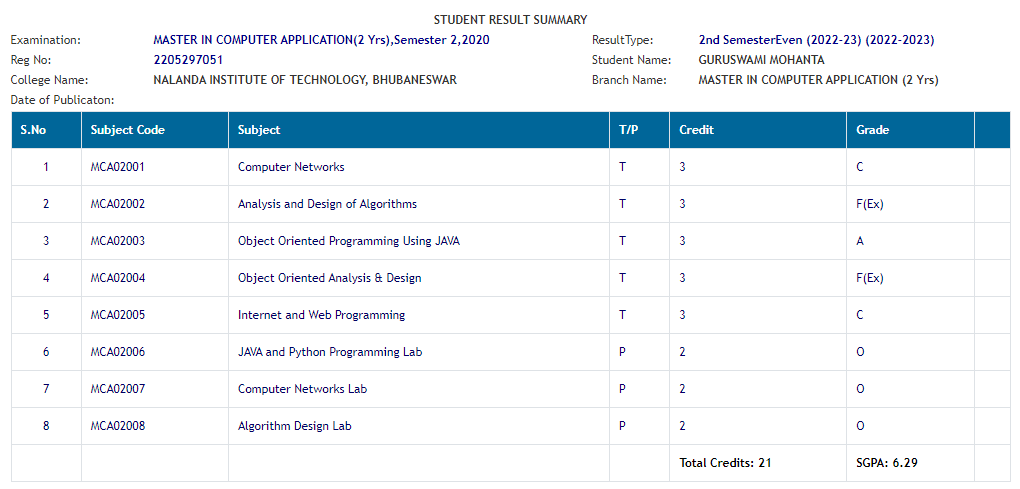 STUDENT RESULT SUMMARY
Examination: MASTER IN COMPUTER APPLICATION(2 Yrs),Semester 2,2020 ResultType: 2nd SemesterEven (2022-23) (2022-2023)
Reg No: 2205297051 Student Name: GURUSWAMI MOHANTA
College Name: NALANDA INSTITUTE OF TECHNOLOGY, BHUBANESWAR Branch Name: MASTER IN COMPUTER APPLICATION (2 Yrs)
Date of Publicaton:
S.No Subject Code Subject T/P Credit Grade
1 MCA02001 Computer Networks T 3 C
2 MCA02002 Analysis and Design of Algorithms T 3 F(Ex)
3 MCA02003 Object Oriented Programming Using JAVA T 3 A
4 MCA02004 Object Oriented Analysis & Design T 3 F(Ex)
5 MCA02005 Internet and Web Programming T 3 C
6 MCA02006 JAVA and Python Programming Lab P 2 O
7 MCA02007 Computer Networks Lab P 2 O
8 MCA02008 Algorithm Design Lab P 2 O
Total Credits: 21 SGPA: 6.29